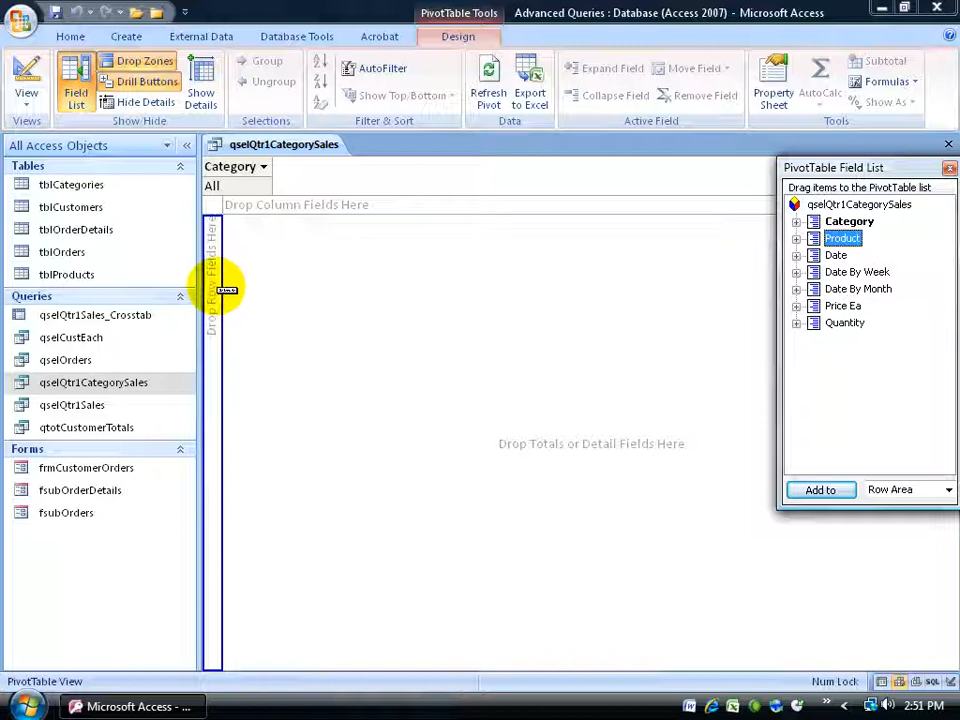 PivotTable Tools
Advanced Queries : Database (Access 2007) - Microsoft Access
Home
Create
External Data
Database Tools
Acrobat
Design
View
Views
Field List
Drop Zones
Drill Buttons
Hide Details
Show Details
Show/Hide
Group
Ungroup
Selections
AutoFilter
Show Top/Bottom
Filter & Sort
Refresh Pivot
Export to Excel
Data
Expand Field
Collapse Field
Move Field
Remove Field
Active Field
Property Sheet
AutoCalc
Subtotal
Formulas
Show As
Tools
All Access Objects
Tables
tblCategories
tblCustomers
tblOrderDetails
tblOrders
tblProducts
Queries
qselQtr1Sales_Crosstab
qselCustEach
qselOrders
qselQtr1CategorySales
qselQtr1Sales
qtotCustomerTotals
Forms
frmCustomerOrders
fsubOrderDetails
fsubOrders
qselQtr1CategorySales
Category
All
Drop Column Fields Here
Drop Row Fields Here
Drop Totals or Detail Fields Here
PivotTable Field List
Drag items to the PivotTable list
qselQtr1CategorySales
Category
Product
Date
Date By Week
Date By Month
Price Ea
Quantity
Add to
Row Area
PivotTable View
Num Lock
SQL
Microsoft Access - ...
2:51 PM